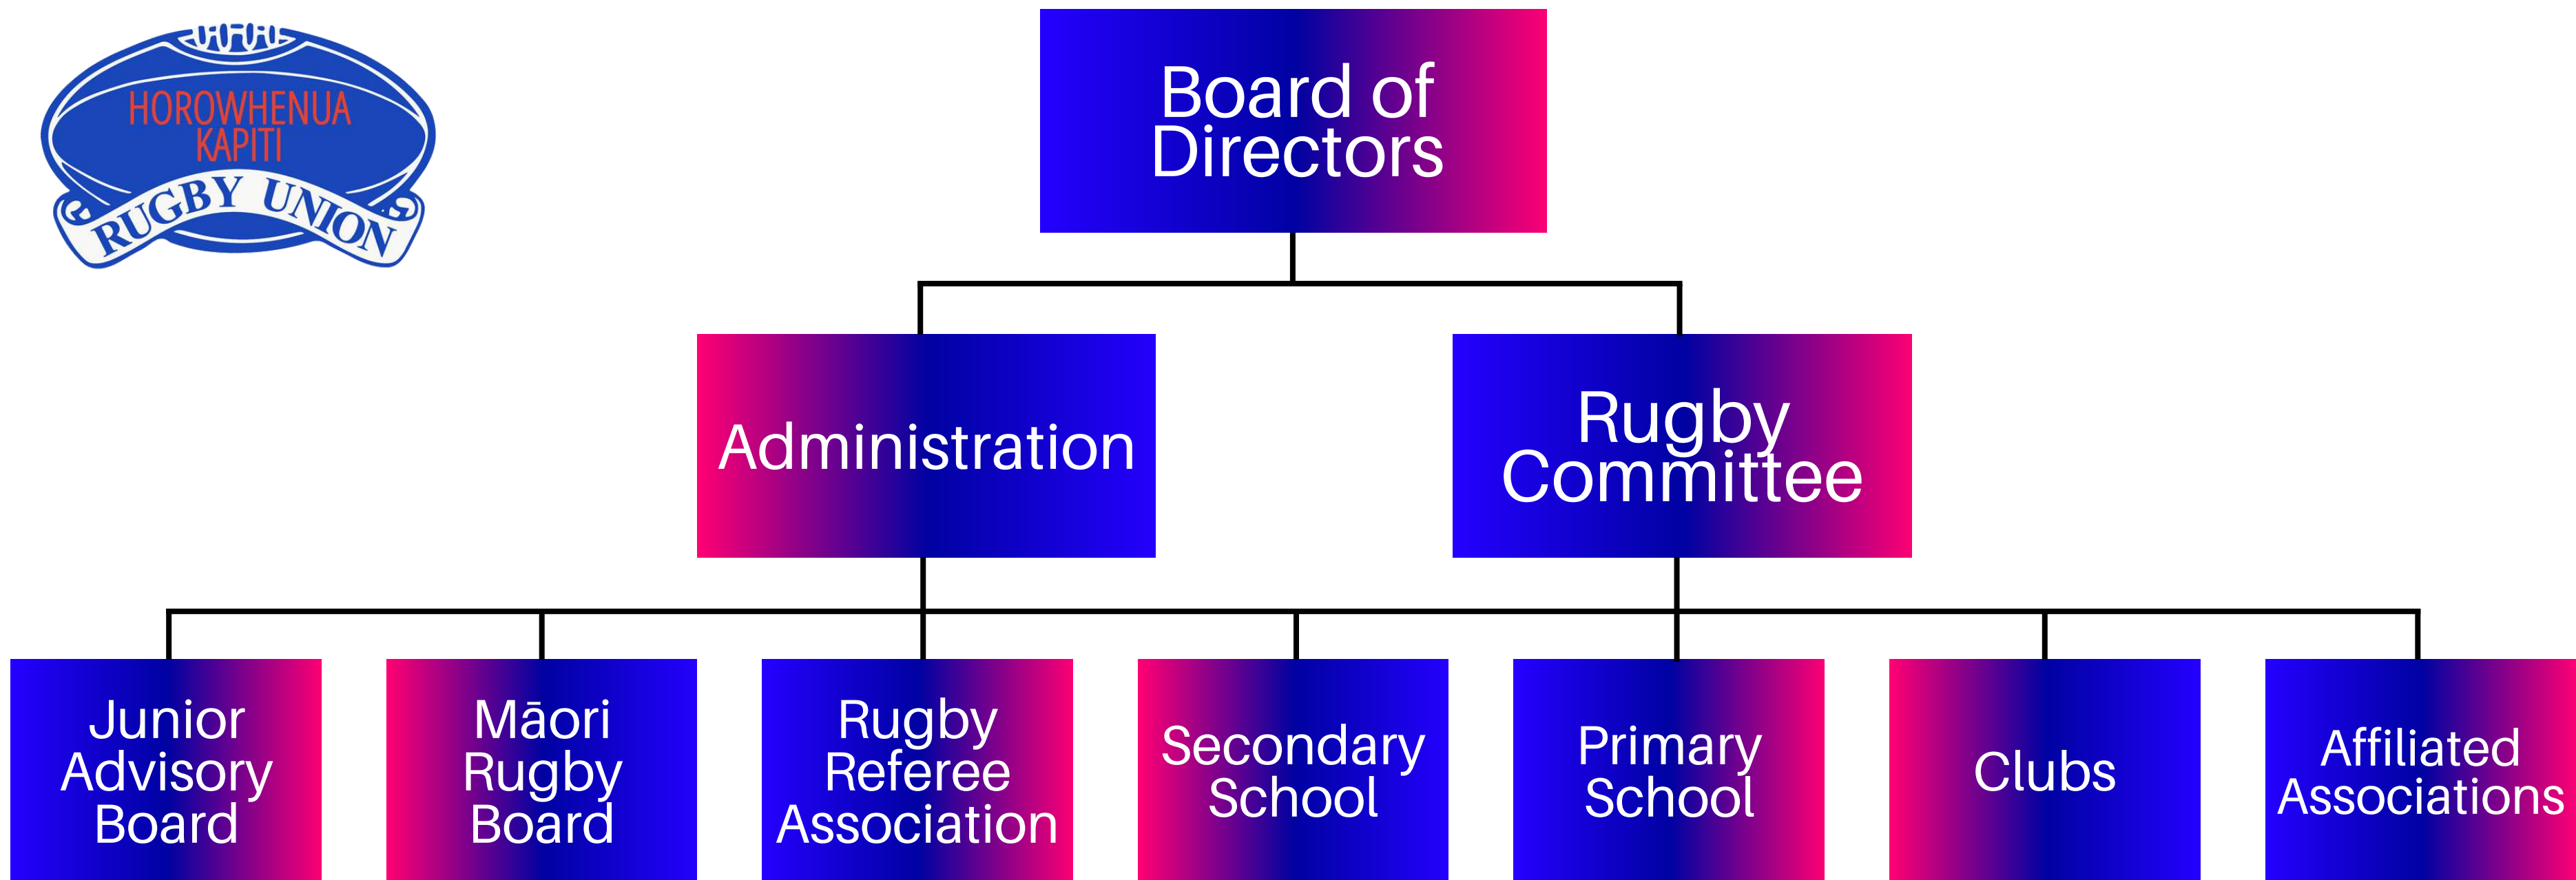 HOROWHENUA
KAPITI
RUGBY UNION
Board of
Directors
Administration
Rugby
Committee
Junior
Advisory
Board
Māori
Rugby
Board
Rugby
Referee
Association
Secondary
School
Primary
School
Clubs
Affiliated
Associations